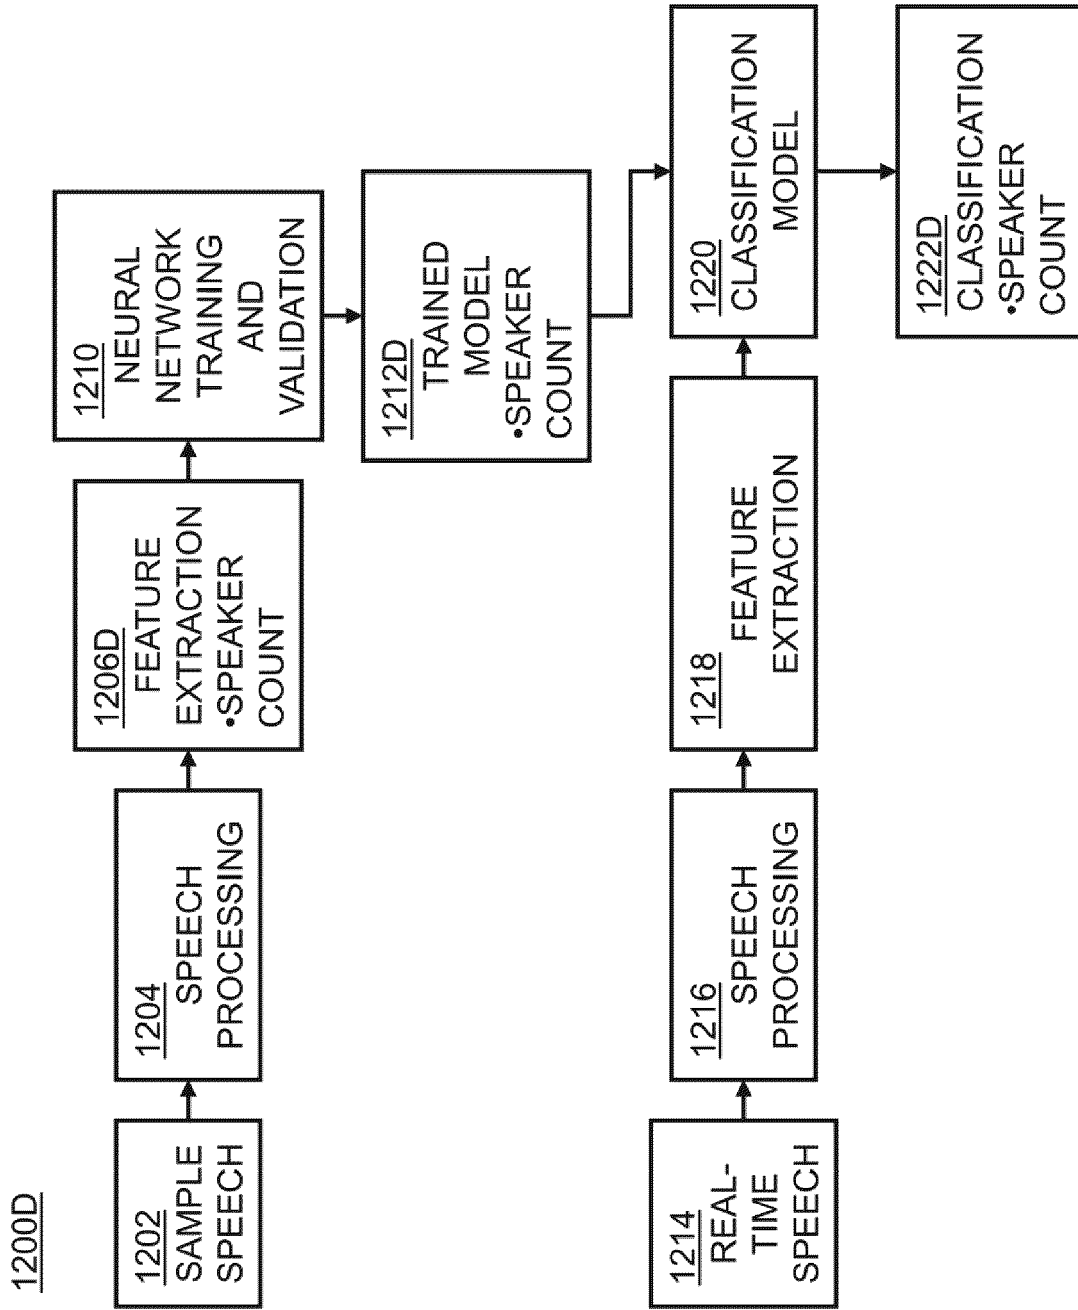 1200D
1202
SAMPLE
SPEECH
1204
SPEECH
PROCESSING
1206D
FEATURE
EXTRACTION
•SPEAKER
COUNT
1210
NEURAL
NETWORK
TRAINING
AND
VALIDATION
1212D
TRAINED
MODEL
•SPEAKER
COUNT
1214
REAL-
TIME
SPEECH
1216
SPEECH
PROCESSING
1218
FEATURE
EXTRACTION
1220
CLASSIFICATION
MODEL
1222D
CLASSIFICATION
•SPEAKER
COUNT